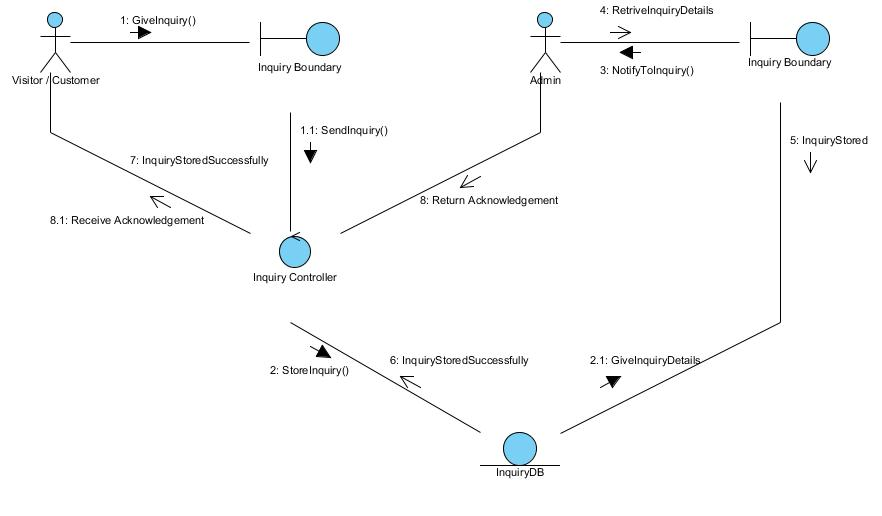 1: GiveInquiry()
4: RetriveInquiryDetails
Visitor / Customer
Inquiry Boundary
Admin
3: NotifyToInquiry()
Inquiry Boundary
1.1: SendInquiry()
5: InquiryStored
7: InquiryStoredSuccessfully
8: Return Acknowledgement
8.1: Receive Acknowledgement
Inquiry Controller
2: StoreInquiry()
6: InquiryStoredSuccessfully
2.1: GiveInquiryDetails
InquiryDB